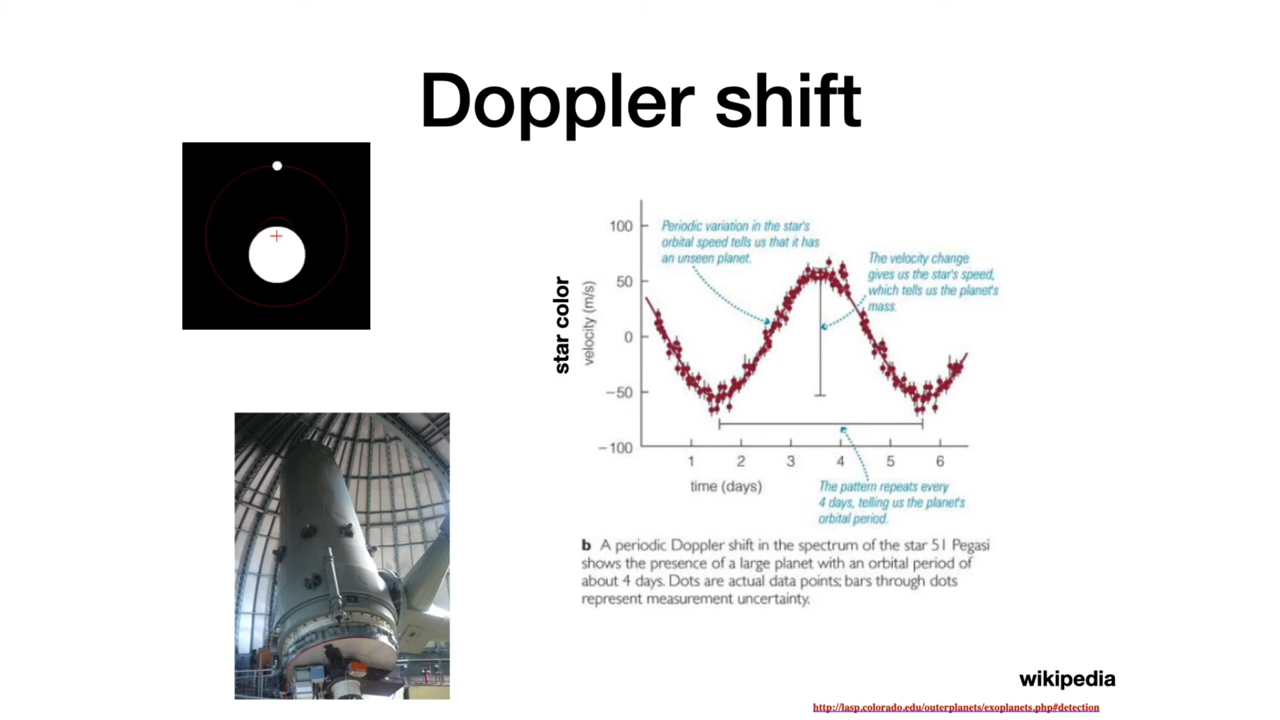 Doppler shift
star color
velocity (m/s)
100
50
0
−50
−100
Periodic variation in the star's
orbital speed tells us that it has
an unseen planet.
The velocity change
gives us the star's speed,
which tells us the planet's
mass.
1 2 3 4 5 6
time (days)
The pattern repeats every
4 days, telling us the planet's
orbital period.
b A periodic Doppler shift in the spectrum of the star 51 Pegasi
shows the presence of a large planet with an orbital period of
about 4 days. Dots are actual data points; bars through dots
represent measurement uncertainty.
wikipedia
http://lasp.colorado.edu/outerplanets/exoplanets.php#detection